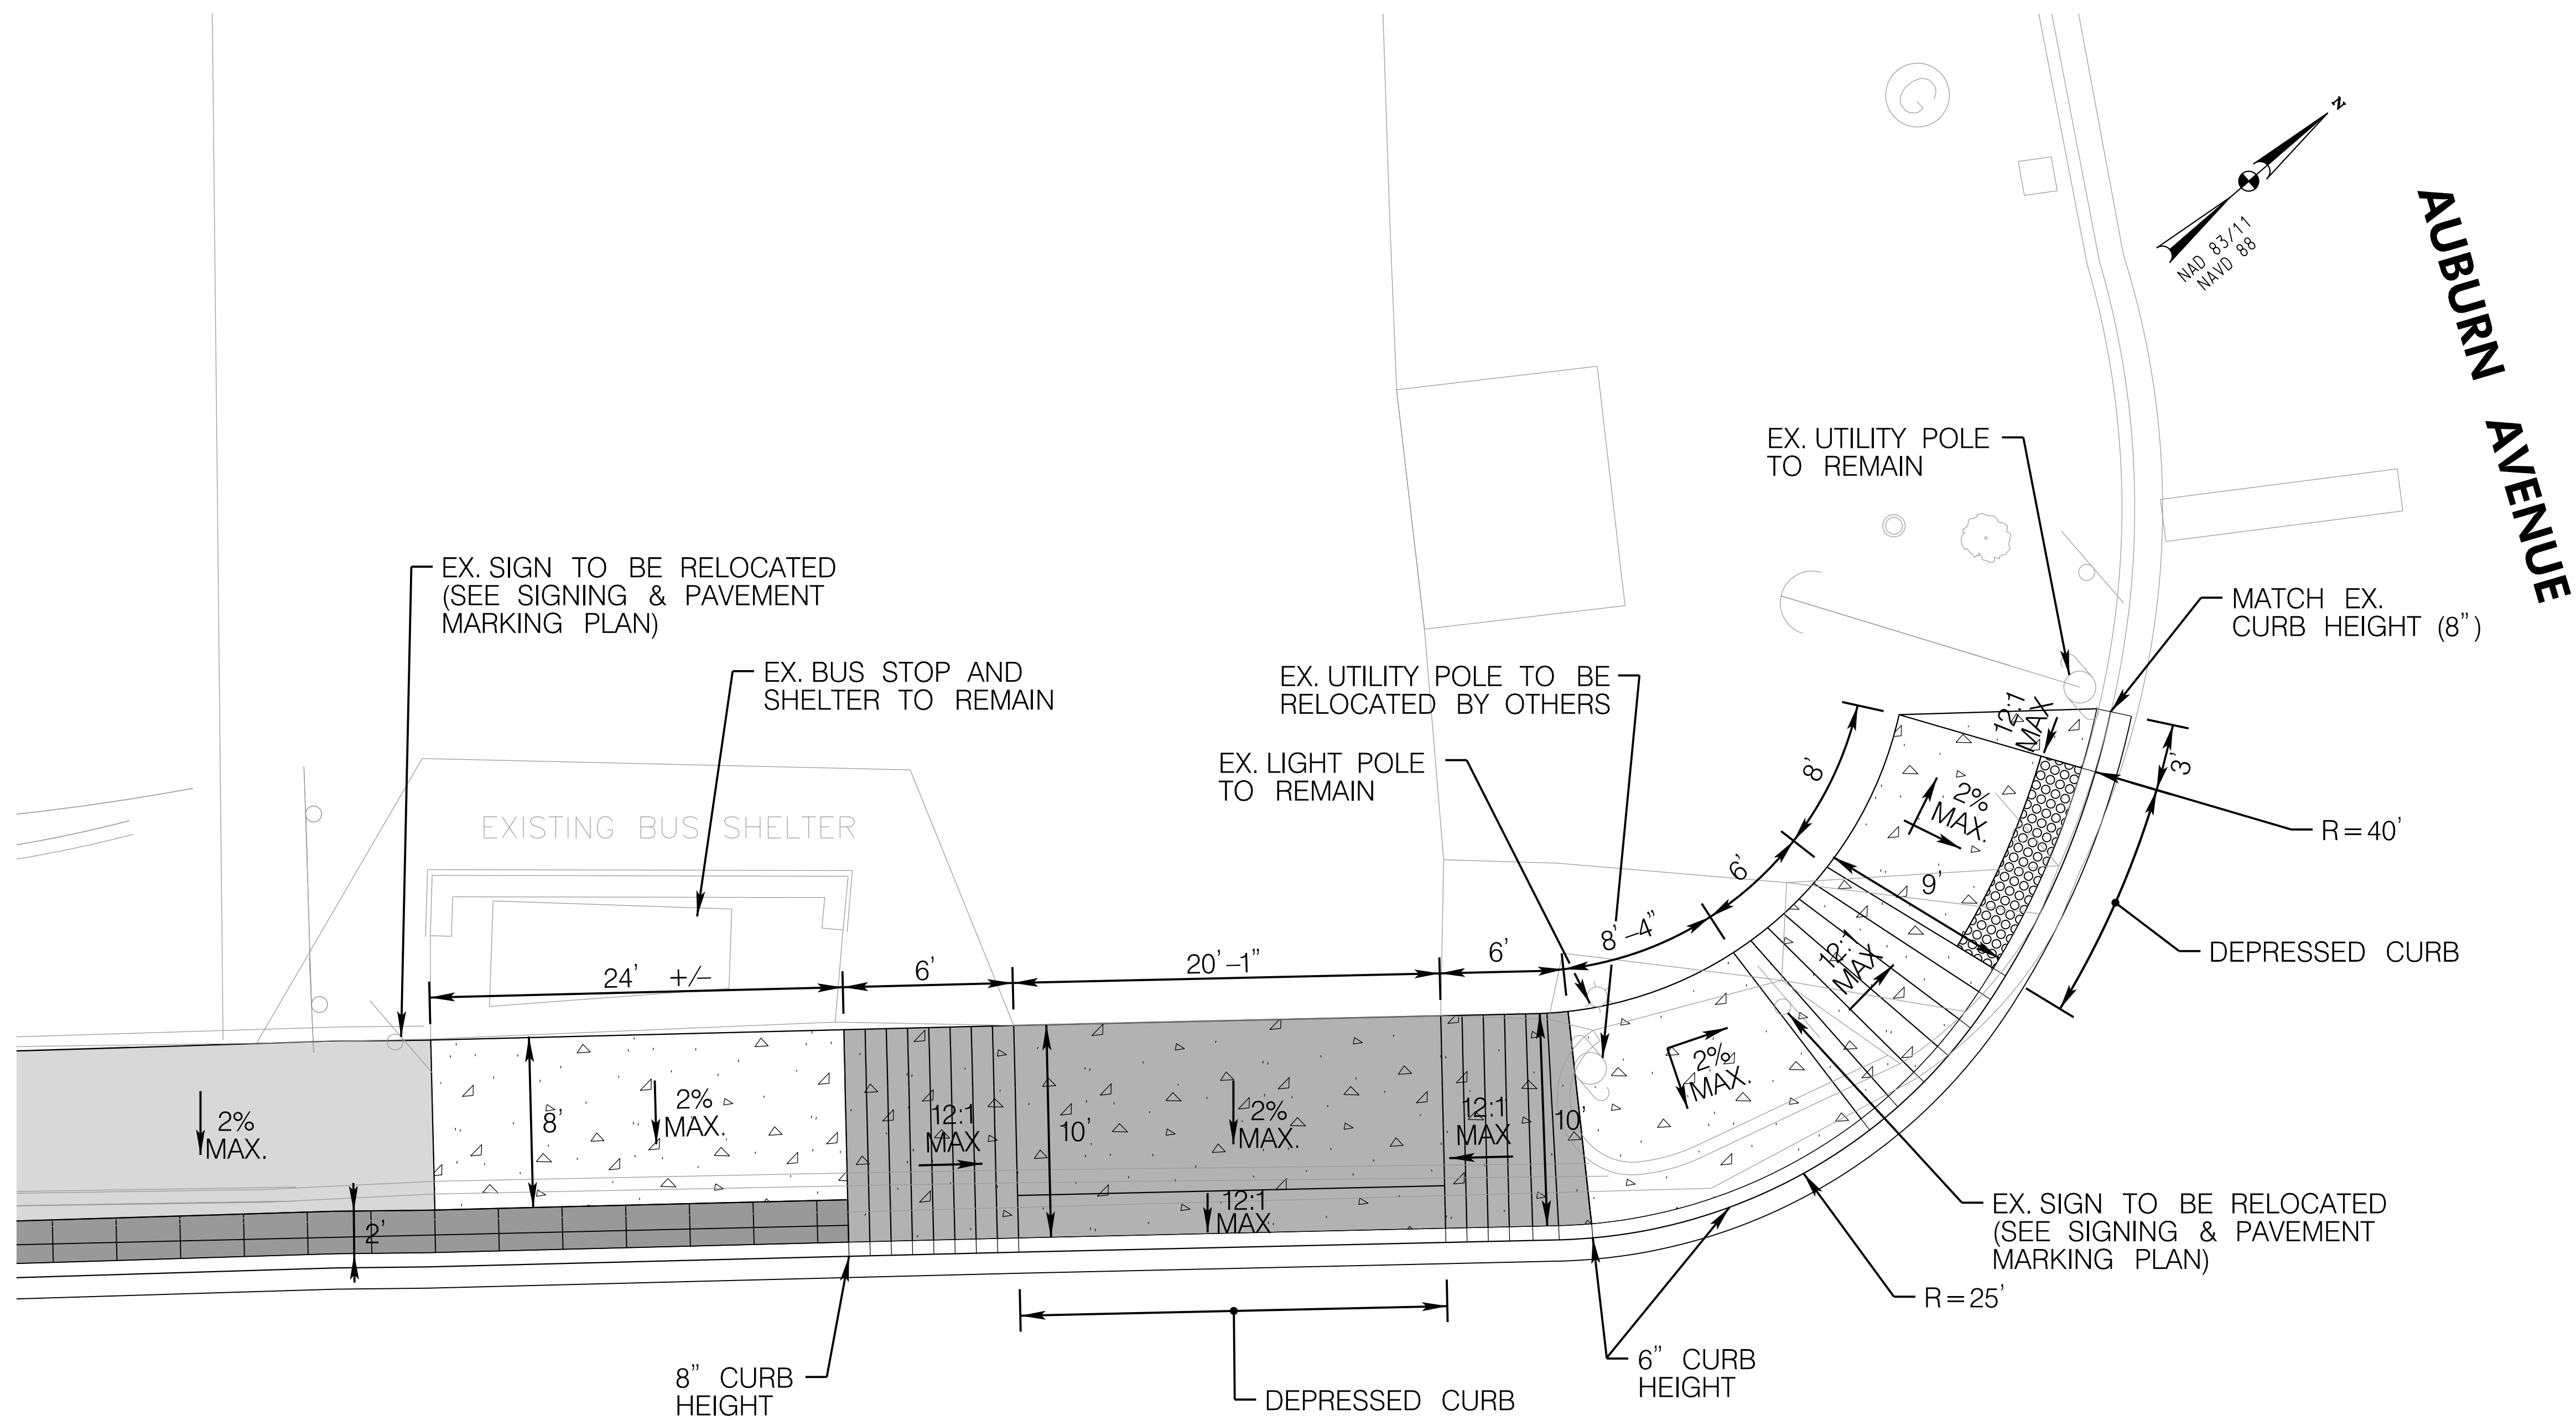 N
NAD 83/11
NAVD 88
AUBURN AVENUE
EX. UTILITY POLE
TO REMAIN
EX. SIGN TO BE RELOCATED
(SEE SIGNING & PAVEMENT
MARKING PLAN)
MATCH EX.
CURB HEIGHT (8")
EX. BUS STOP AND
SHELTER TO REMAIN
EX. UTILITY POLE TO BE
RELOCATED BY OTHERS
EX. LIGHT POLE
TO REMAIN
EXISTING BUS SHELTER
12:1
MAX
3'
8'
2%
MAX.
R=40'
6'
9'
8'-4"
12:1
MAX
DEPRESSED CURB
24' +/-
6'
20'-1"
6'
2%
MAX.
8'
2%
MAX.
12:1
MAX
10'
2%
MAX.
12:1
MAX
10'
2%
MAX.
2'
12:1
MAX
EX. SIGN TO BE RELOCATED
(SEE SIGNING & PAVEMENT
MARKING PLAN)
R=25'
8" CURB
HEIGHT
DEPRESSED CURB
6" CURB
HEIGHT